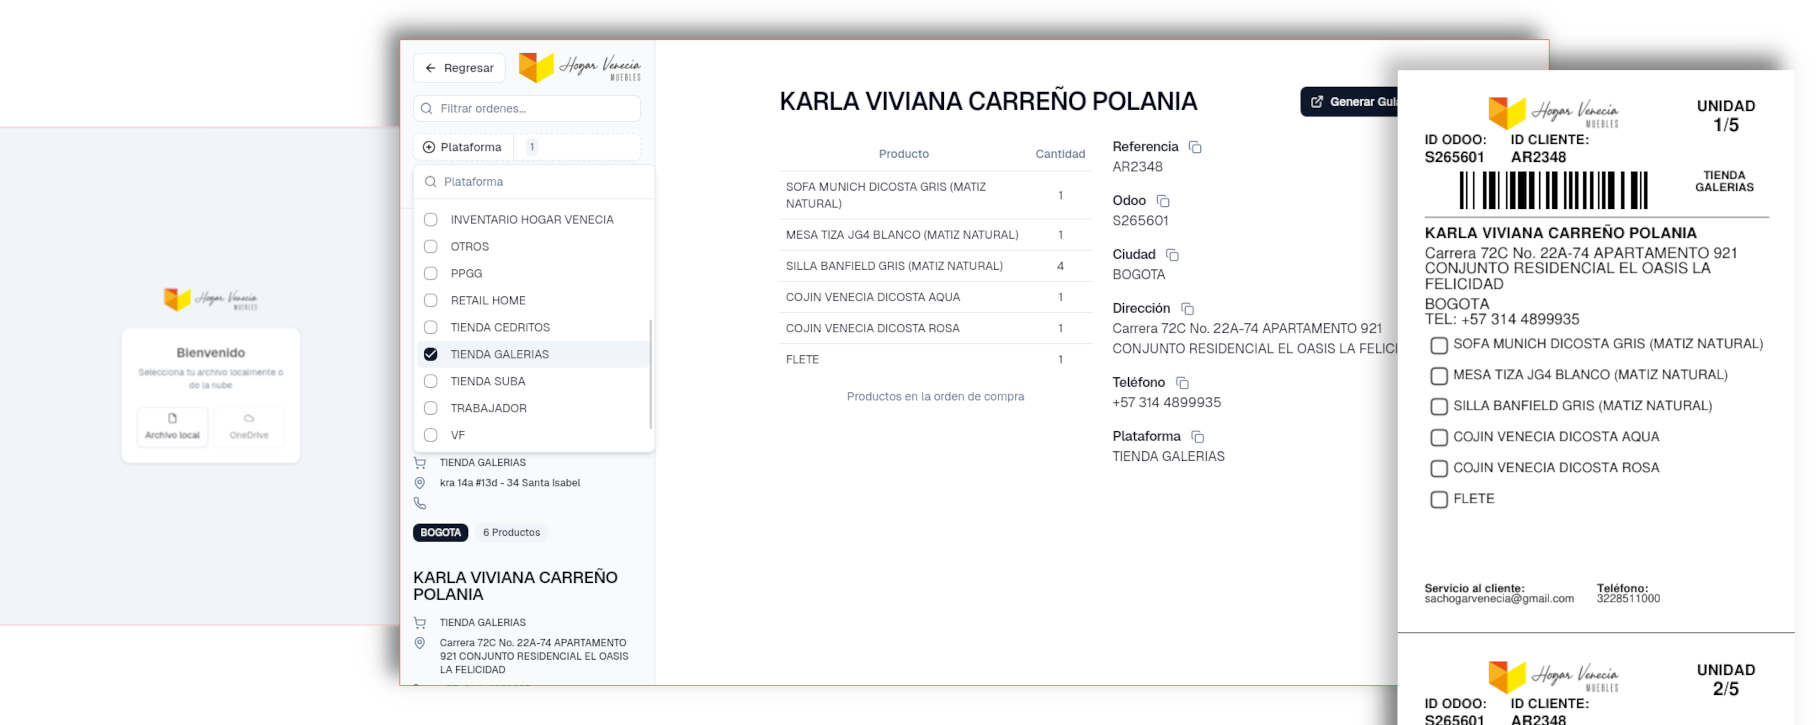 Hogar Venecia
MUEBLES
Bienvenido
Selecciona tu archivo localmente o
de la nube
Archivo local
OneDrive
Regresar
Hogar Venecia
MUEBLES
Filtrar ordenes...
Plataforma
1
Plataforma
INVENTARIO HOGAR VENECIA
OTROS
PPGG
RETAIL HOME
TIENDA CEDRITOS
TIENDA GALERIAS
TIENDA SUBA
TRABAJADOR
VF
TIENDA GALERIAS
kra 14a #13d - 34 Santa Isabel
BOGOTA
6 Productos
KARLA VIVIANA CARREÑO
POLANIA
TIENDA GALERIAS
Carrera 72C No. 22A-74 APARTAMENTO
921 CONJUNTO RESIDENCIAL EL OASIS
LA FELICIDAD
KARLA VIVIANA CARREÑO POLANIA
Generar Gui
Producto Cantidad
SOFA MUNICH DICOSTA GRIS (MATIZ
NATURAL) 1
MESA TIZA JG4 BLANCO (MATIZ NATURAL) 1
SILLA BANFIELD GRIS (MATIZ NATURAL) 4
COJIN VENECIA DICOSTA AQUA 1
COJIN VENECIA DICOSTA ROSA 1
FLETE 1
Productos en la orden de compra
Referencia
AR2348
Odoo
S265601
Ciudad
BOGOTA
Dirección
Carrera 72C No. 22A-74 APARTAMENTO 921
CONJUNTO RESIDENCIAL EL OASIS LA FELICI
Teléfono
+57 314 4899935
Plataforma
TIENDA GALERIAS
Hogar Venecia
MUEBLES
UNIDAD
1/5
ID ODOO: ID CLIENTE:
S265601 AR2348
TIENDA
GALERIAS
KARLA VIVIANA CARREÑO POLANIA
Carrera 72C No. 22A-74 APARTAMENTO 921
CONJUNTO RESIDENCIAL EL OASIS LA
FELICIDAD
BOGOTA
TEL: +57 314 4899935
SOFA MUNICH DICOSTA GRIS (MATIZ NATURAL)
MESA TIZA JG4 BLANCO (MATIZ NATURAL)
SILLA BANFIELD GRIS (MATIZ NATURAL)
COJIN VENECIA DICOSTA AQUA
COJIN VENECIA DICOSTA ROSA
FLETE
Servicio al cliente: Teléfono:
sachogarvenecia@gmail.com 3228511000
Hogar Venecia
MUEBLES
UNIDAD
2/5
ID ODOO: ID CLIENTE:
S265601 AR2348